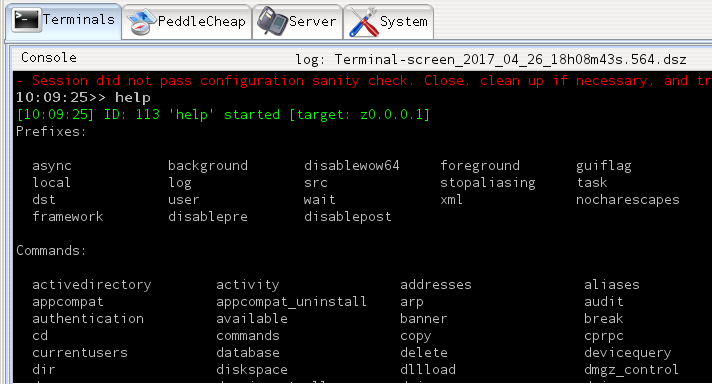 Terminals PeddleCheap Server System
Console log: Terminal-screen_2017_04_26_18h08m43s.564.dsz
- Session did not pass configuration sanity check. Close, clean up if necessary, and tr
10:09:25>> help
[10:09:25] ID: 113 'help' started [target: z0.0.0.1]
Prefixes:
async background disablewow64 foreground guiflag
local log src stopaliasing task
dst user wait xml nocharescapes
framework disablepre disablepost
Commands:
activedirectory activity addresses aliases
appcompat appcompat_uninstall arp audit
authentication available banner break
cd commands copy cprpc
currentusers database delete devicequery
dir diskspace dllload dmgz_control